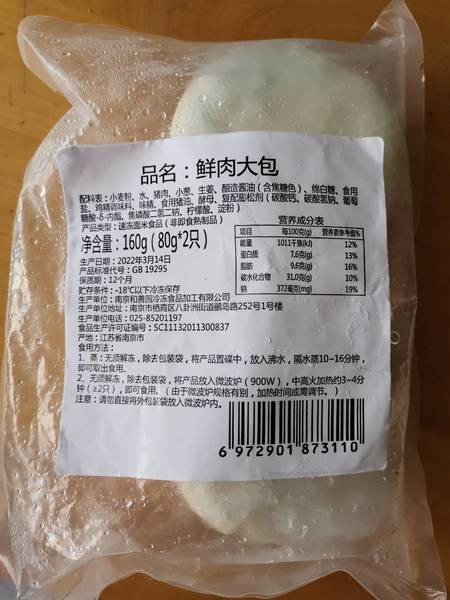 品名：鲜肉大包
配料表：小麦粉、水、猪肉、小葱、生姜、酿造酱油（含焦糖色）、绵白糖、食用
盐、鸡精调味料、味精、食用猪油、酵母、复配膨松剂（碳酸钙、碳酸氢钠、葡萄
糖酸-δ-内酯、焦磷酸二氢二钠、柠檬酸、淀粉）
产品类型：速冻面米食品（非即食熟制品）
净含量：160g（80g*2只）
生产日期：2022年3月14日
产品标准代号：GB 19295
保质期：12个月
贮存条件：-18℃以下冷冻保存
生产单位：南京和善园冷冻食品加工有限公司
生产单位地址：南京市栖霞区八卦洲街道鹂岛路252号1号楼
生产单位电话：025-85201197
食品生产许可证编号：SC11132011300837
产地：江苏省南京市
食用方法：
1、蒸：无须解冻，除去包装袋，将产品置碟中，放入沸水，隔水蒸10~16分钟，
即可取出食用。
2、无须解冻，除去包装袋，将产品放入微波炉（900W），中高火加热约3~4分
钟（≥2只），即可食用。（由于微波炉规格有别，加热时间或需调节。）
注意：请勿直接将外包装袋放入微波炉内。
营养成分表
项目 每100克(g) 营养素参考值%
能量 1011千焦(kJ) 12%
蛋白质 7.6克(g) 13%
脂肪 9.6克(g) 16%
碳水化合物 31.0克(g) 10%
钠 372毫克(mg) 19%
6 972901 873110